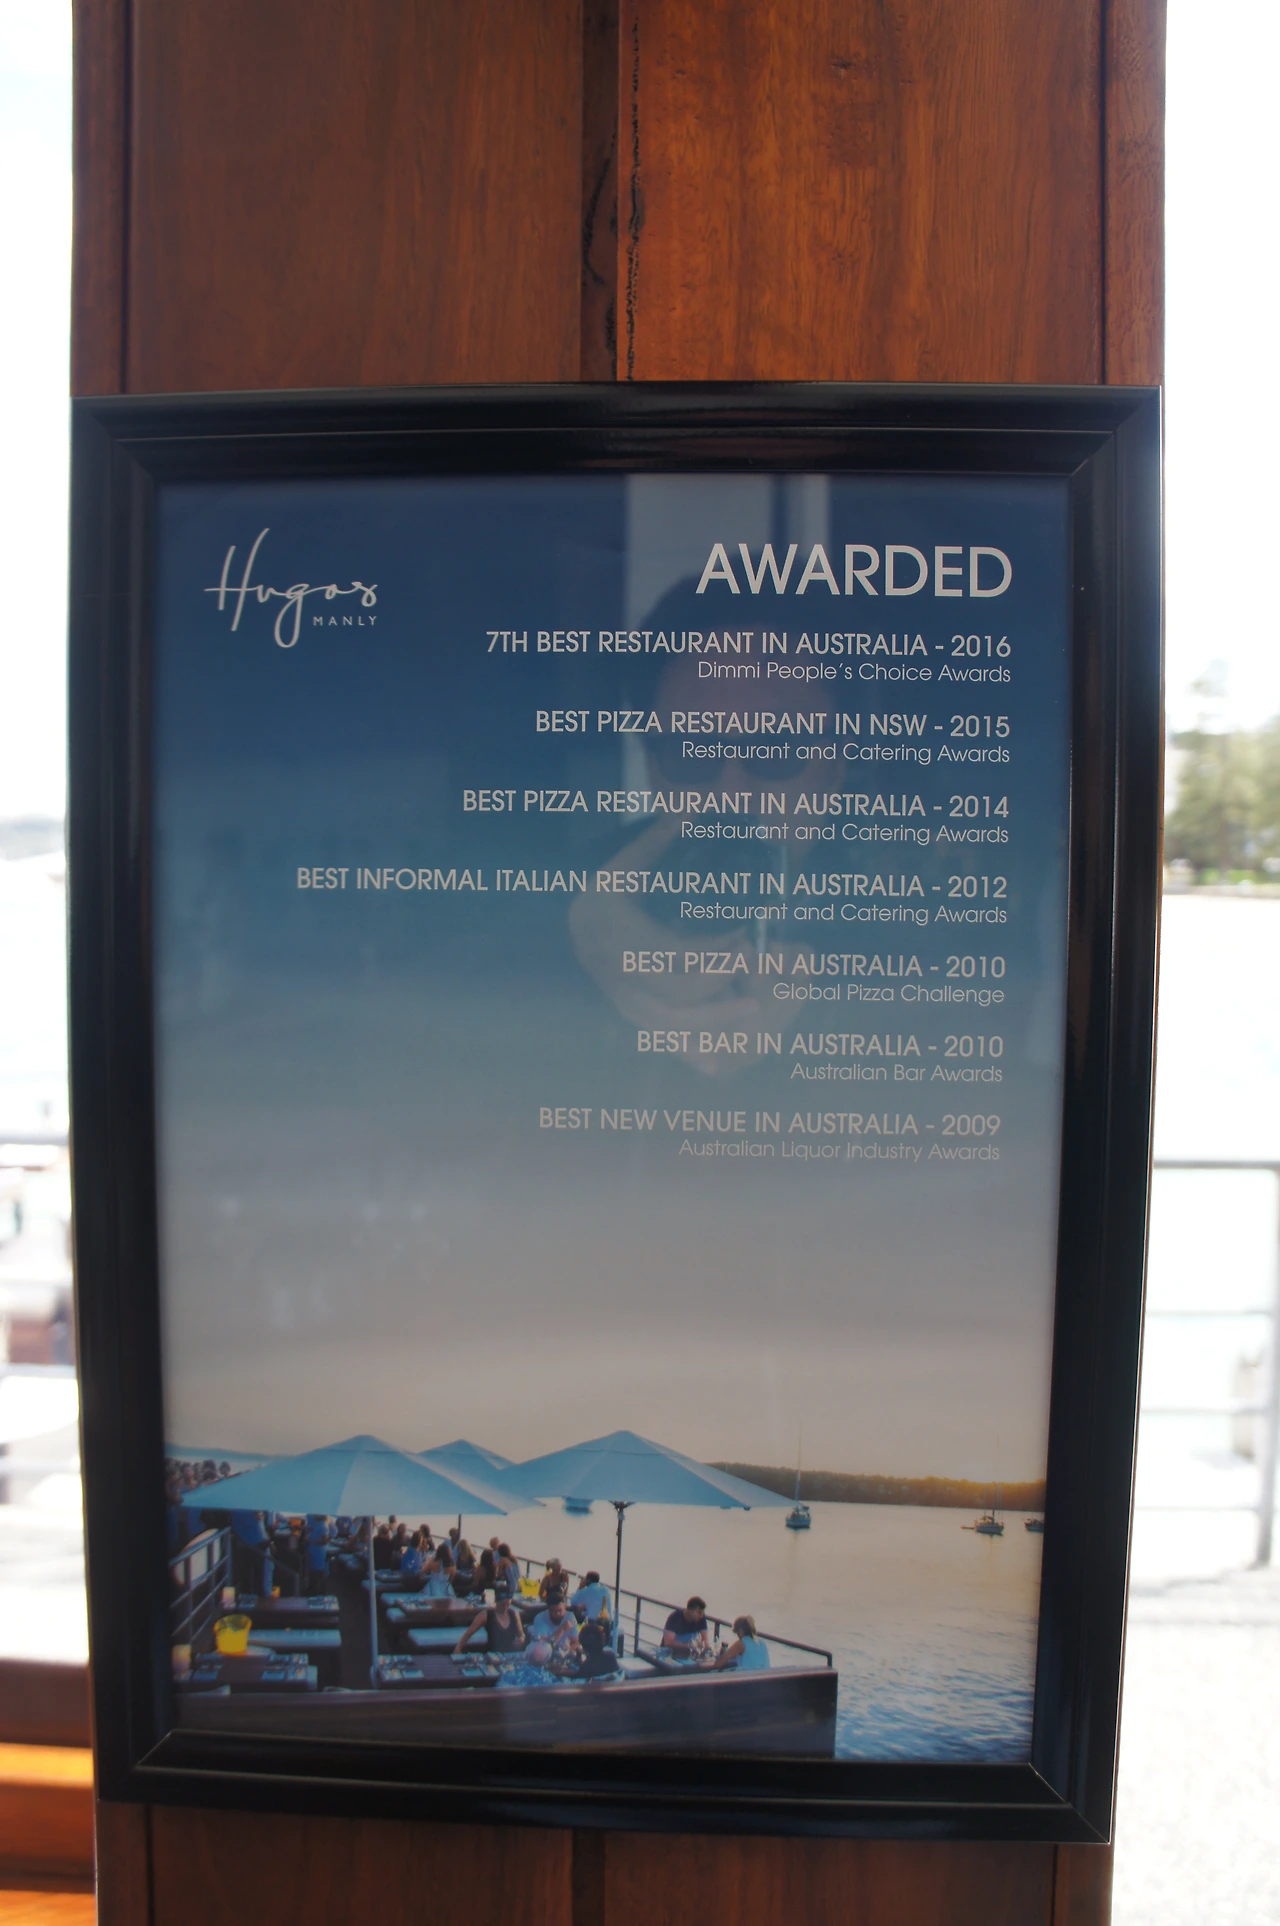 Hugos
MANLY
AWARDED
7TH BEST RESTAURANT IN AUSTRALIA - 2016
Dimmi People's Choice Awards
BEST PIZZA RESTAURANT IN NSW - 2015
Restaurant and Catering Awards
BEST PIZZA RESTAURANT IN AUSTRALIA - 2014
Restaurant and Catering Awards
BEST INFORMAL ITALIAN RESTAURANT IN AUSTRALIA - 2012
Restaurant and Catering Awards
BEST PIZZA IN AUSTRALIA - 2010
Global Pizza Challenge
BEST BAR IN AUSTRALIA - 2010
Australian Bar Awards
BEST NEW VENUE IN AUSTRALIA - 2009
Australian Liquor Industry Awards